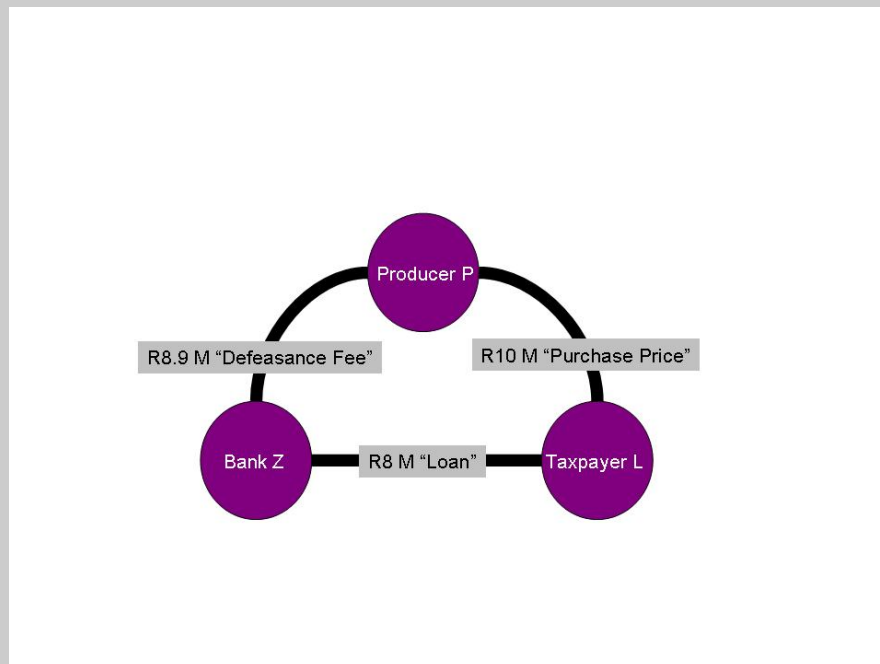 Producer P
R8.9 M “Defeasance Fee”
R10 M “Purchase Price”
Bank Z
R8 M “Loan”
Taxpayer L